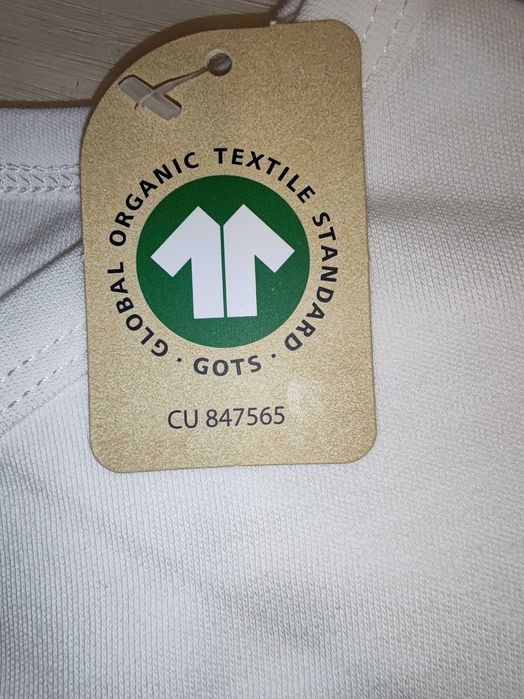 GLOBAL ORGANIC TEXTILE STANDARD · GOTS ·
CU 847565